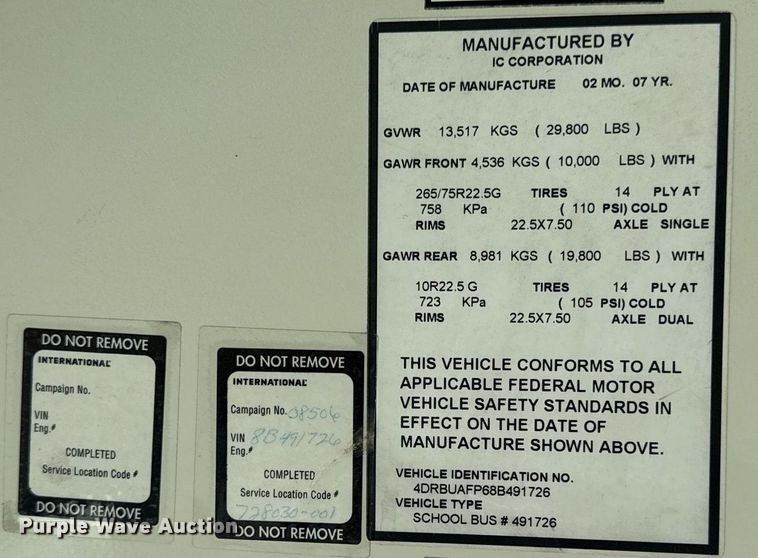 MANUFACTURED BY
IC CORPORATION
DATE OF MANUFACTURE 02 MO. 07 YR.
GVWR 13,517 KGS ( 29,800 LBS )
GAWR FRONT 4,536 KGS ( 10,000 LBS ) WITH
265/75R22.5G TIRES 14 PLY AT
758 KPa ( 110 PSI) COLD
RIMS 22.5X7.50 AXLE SINGLE
GAWR REAR 8,981 KGS ( 19,800 LBS ) WITH
10R22.5 G TIRES 14 PLY AT
723 KPa ( 105 PSI) COLD
RIMS 22.5X7.50 AXLE DUAL
THIS VEHICLE CONFORMS TO ALL
APPLICABLE FEDERAL MOTOR
VEHICLE SAFETY STANDARDS IN
EFFECT ON THE DATE OF
MANUFACTURE SHOWN ABOVE.
VEHICLE IDENTIFICATION NO.
4DRBUAFP68B491726
VEHICLE TYPE
SCHOOL BUS # 491726
DO NOT REMOVE
INTERNATIONAL
Campaign No.
VIN
Eng.#
COMPLETED
Service Location Code #
DO NOT REMOVE
DO NOT REMOVE
INTERNATIONAL
Campaign No. 08506
VIN 8B491726
Eng.#
COMPLETED
Service Location Code #
728030-001
DO NOT REMOVE
Purple Wave Auction